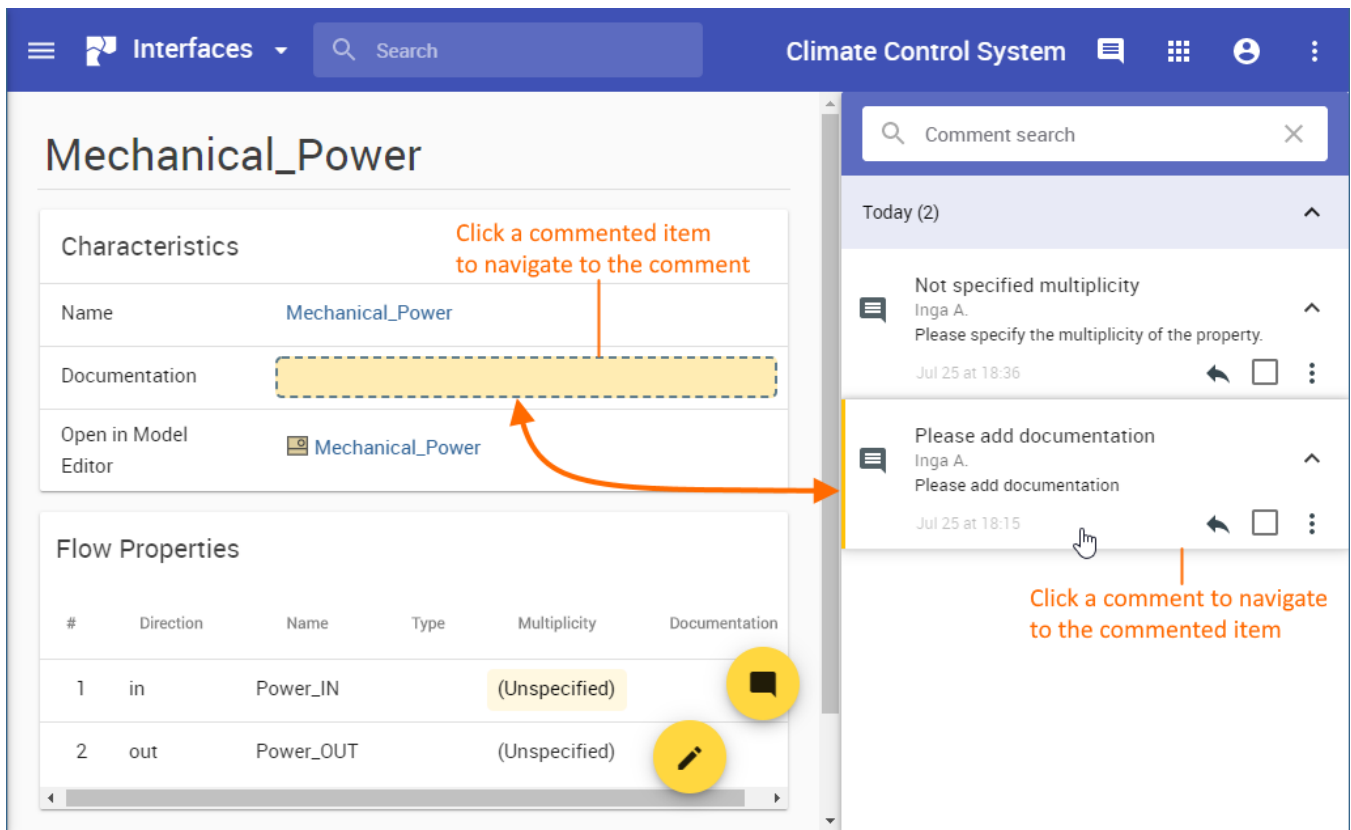 Interfaces
Search
Climate Control System
Mechanical_Power
Characteristics
Click a commented item
to navigate to the comment
Name
Mechanical_Power
Documentation
Open in Model
Editor
Mechanical_Power
Flow Properties
# Direction Name Type Multiplicity Documentation
1 in Power_IN (Unspecified)
2 out Power_OUT (Unspecified)
Comment search
Today (2)
Not specified multiplicity
Inga A.
Please specify the multiplicity of the property.
Jul 25 at 18:36
Please add documentation
Inga A.
Please add documentation
Jul 25 at 18:15
Click a comment to navigate
to the commented item